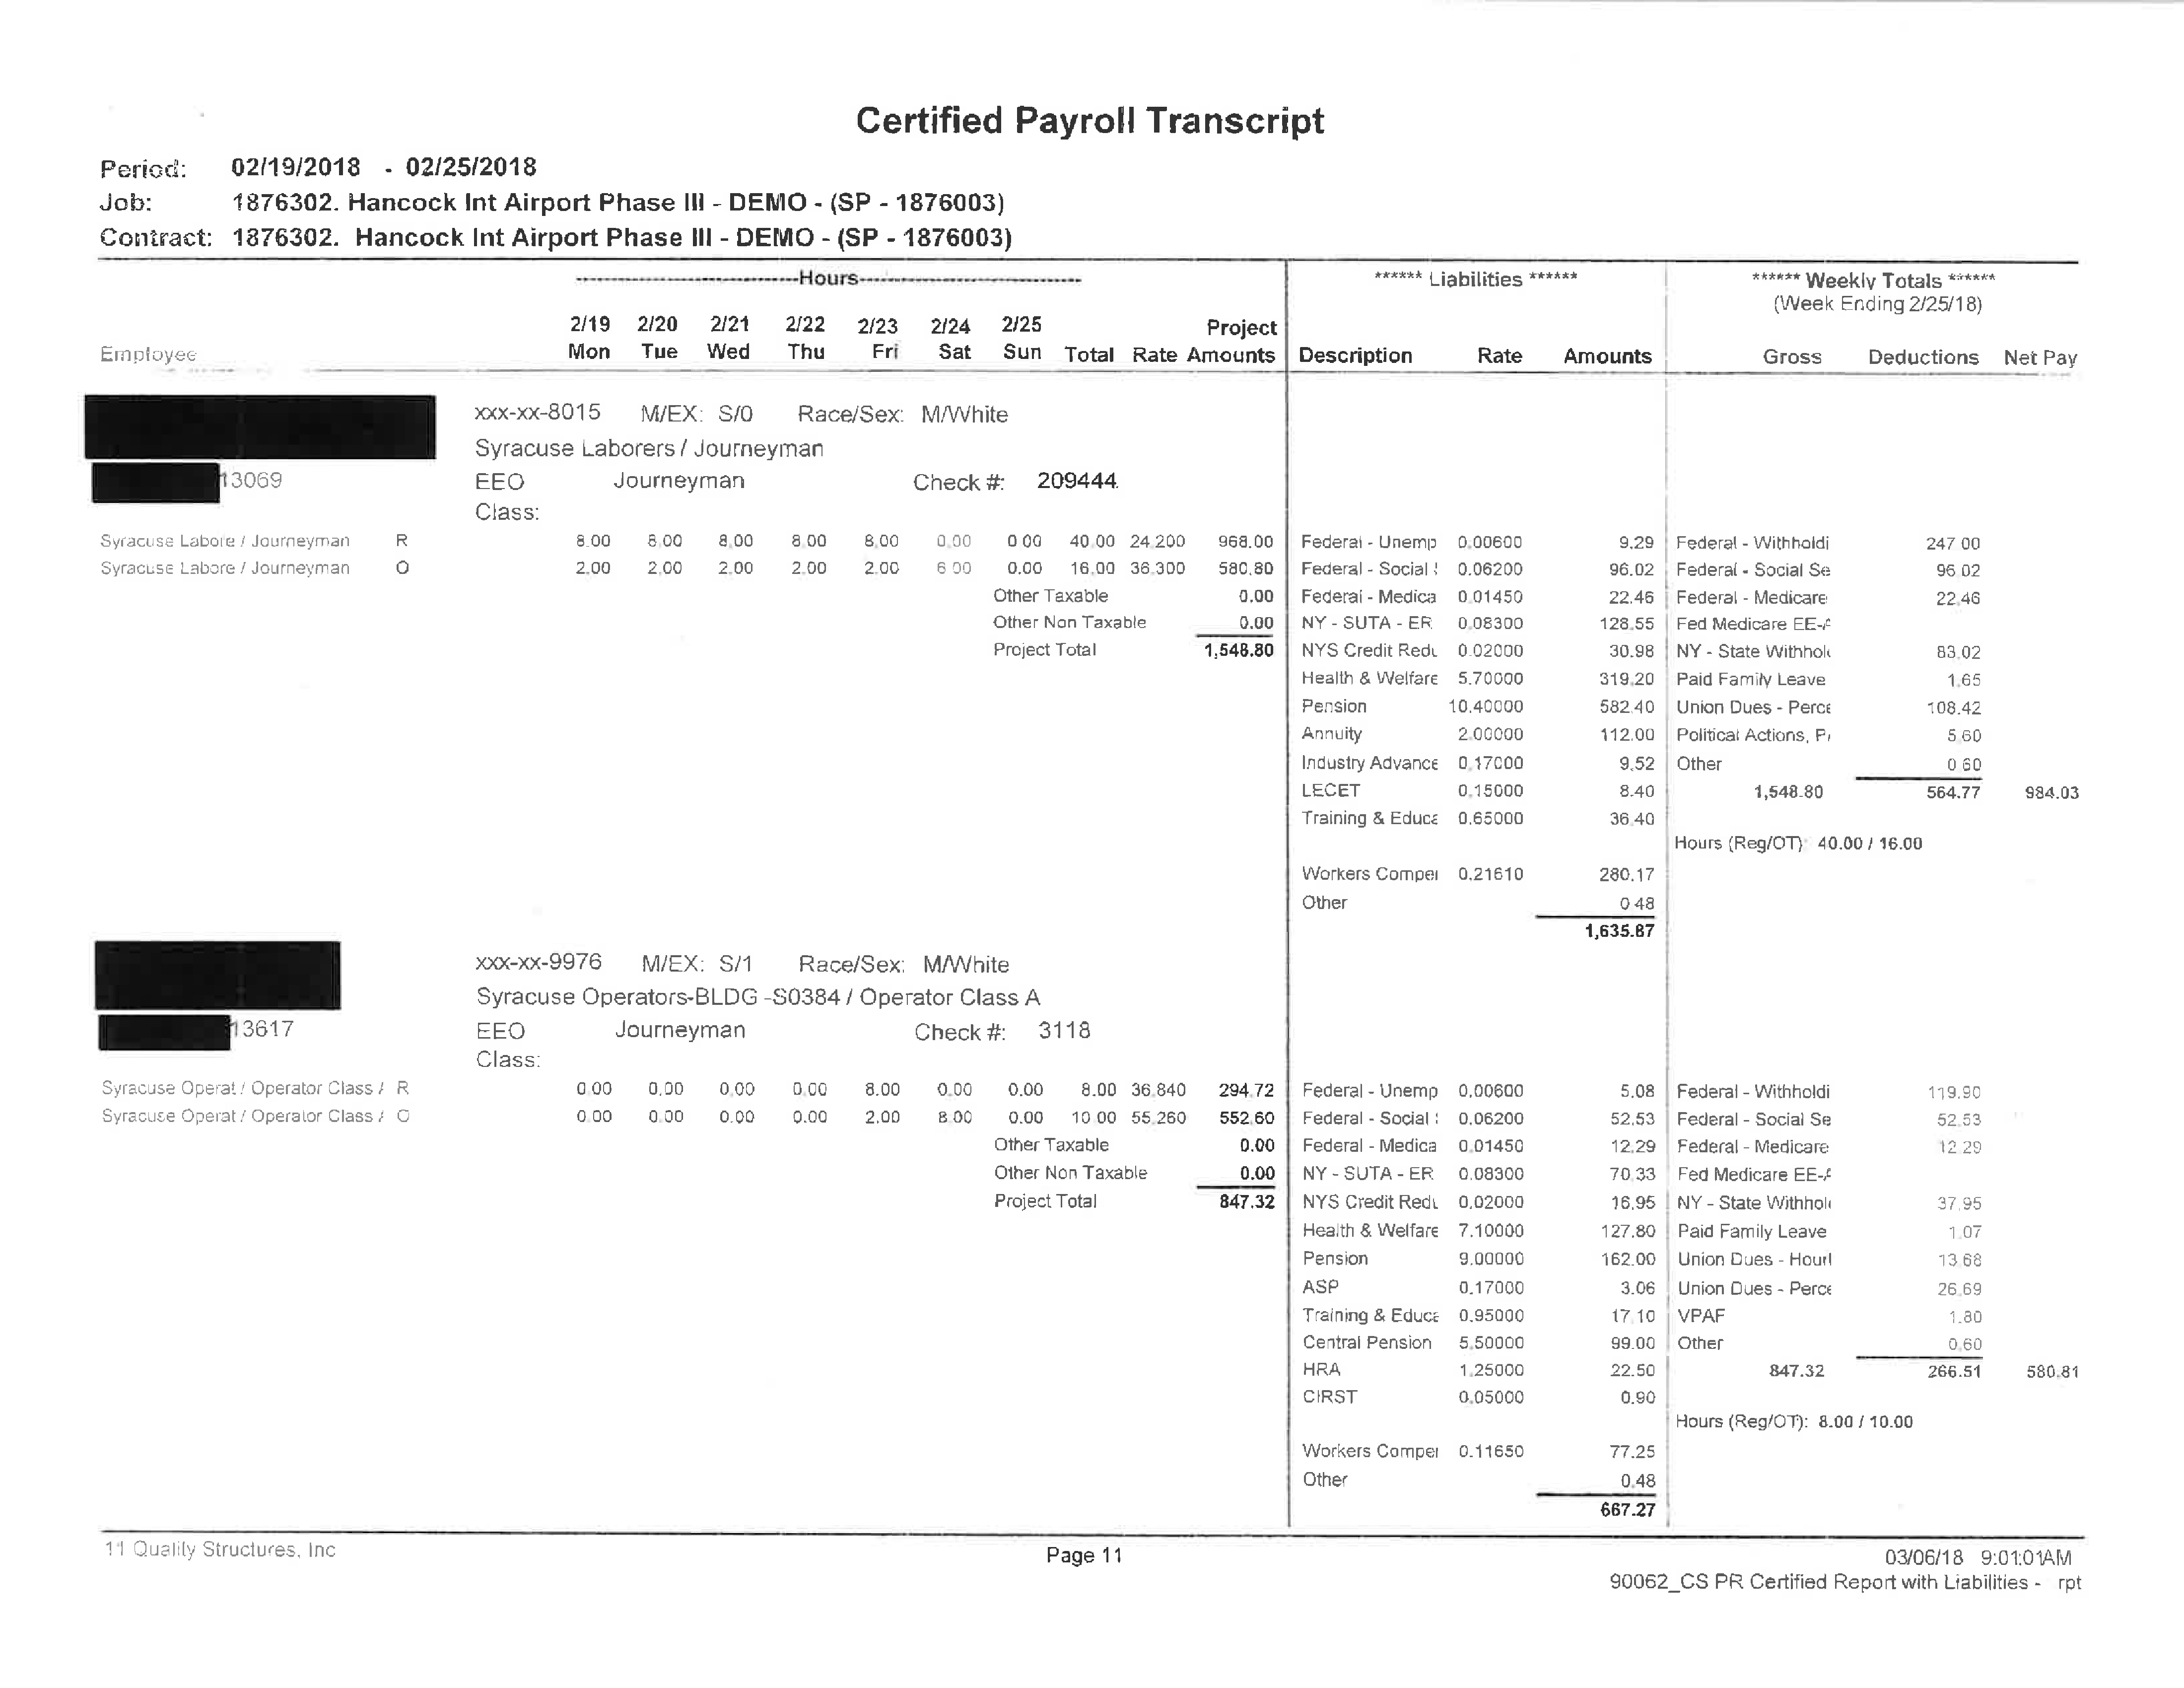 Certified Payroll Transcript
Period: 02/19/2018 - 02/25/2018
Job: 1876302. Hancock Int Airport Phase III - DEMO - (SP - 1876003)
Contract: 1876302. Hancock Int Airport Phase III - DEMO - (SP - 1876003)
Hours ****** Liabilities ****** ****** Weekly Totals ******
(Week Ending 2/25/18)
2/19 2/20 2/21 2/22 2/23 2/24 2/25 Project
Employee Mon Tue Wed Thu Fri Sat Sun Total Rate Amounts Description Rate Amounts Gross Deductions Net Pay
xxx-xx-8015 M/EX: S/0 Race/Sex: M/White
Syracuse Laborers / Journeyman
13069 EEO Journeyman Check #: 209444
Class:
Syracuse Labore / Journeyman R 8.00 8.00 8.00 8.00 8.00 0.00 0.00 40.00 24.200 968.00 Federal - Unemp 0.00600 9.29 Federal - Withholdi 247.00
Syracuse Labore / Journeyman O 2.00 2.00 2.00 2.00 2.00 6.00 0.00 16.00 36.300 580.80 Federal - Social 0.06200 96.02 Federal - Social Se 96.02
Other Taxable 0.00 Federal - Medica 0.01450 22.46 Federal - Medicare 22.46
Other Non Taxable 0.00 NY - SUTA - ER 0.08300 128.55 Fed Medicare EE-A
Project Total 1,548.80 NYS Credit Redu 0.02000 30.98 NY - State Withhol 83.02
Health & Welfare 5.70000 319.20 Paid Family Leave 1.65
Pension 10.40000 582.40 Union Dues - Perce 108.42
Annuity 2.00000 112.00 Political Actions, P 5.60
Industry Advance 0.17000 9.52 Other 0.60
LECET 0.15000 8.40 1,548.80 564.77 984.03
Training & Educa 0.65000 36.40
Hours (Reg/OT): 40.00 / 16.00
Workers Compe 0.21610 280.17
Other 0.48
1,635.87
xxx-xx-9976 M/EX: S/1 Race/Sex: M/White
Syracuse Operators-BLDG -S0384 / Operator Class A
13617 EEO Journeyman Check #: 3118
Class:
Syracuse Operat / Operator Class / R 0.00 0.00 0.00 0.00 8.00 0.00 0.00 8.00 36.840 294.72 Federal - Unemp 0.00600 5.08 Federal - Withholdi 119.90
Syracuse Operat / Operator Class / O 0.00 0.00 0.00 0.00 2.00 8.00 0.00 10.00 55.260 552.60 Federal - Social 0.06200 52.53 Federal - Social Se 52.53
Other Taxable 0.00 Federal - Medica 0.01450 12.29 Federal - Medicare 12.29
Other Non Taxable 0.00 NY - SUTA - ER 0.08300 70.33 Fed Medicare EE-A
Project Total 847.32 NYS Credit Redu 0.02000 16.95 NY - State Withhol 37.95
Health & Welfare 7.10000 127.80 Paid Family Leave 1.07
Pension 9.00000 162.00 Union Dues - Hourl 13.68
ASP 0.17000 3.06 Union Dues - Perce 26.69
Training & Educa 0.95000 17.10 VPAF 1.80
Central Pension 5.50000 99.00 Other 0.60
HRA 1.25000 22.50 847.32 266.51 580.81
CIRST 0.05000 0.90
Hours (Reg/OT): 8.00 / 10.00
Workers Compe 0.11650 77.25
Other 0.48
667.27
11 Quality Structures, Inc Page 11 03/06/18 9:01:01AM
90062_CS PR Certified Report with Liabilities - rpt